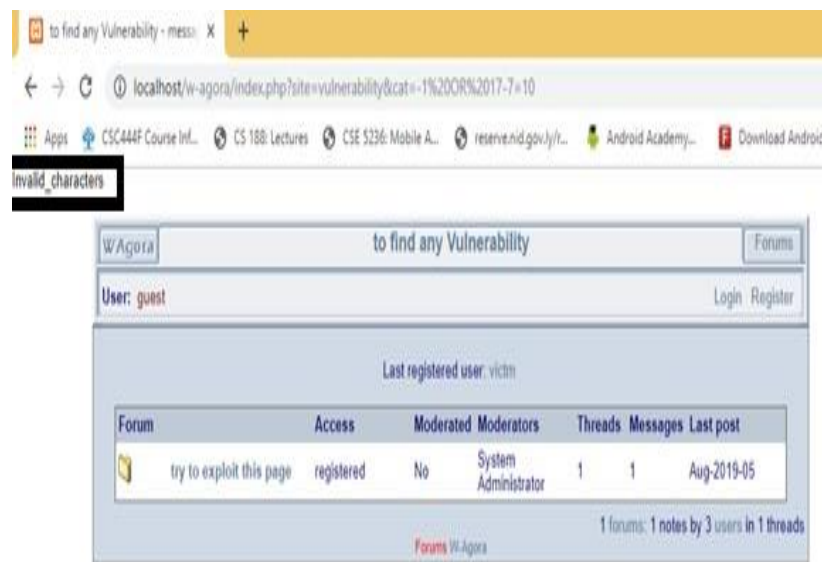 to find any Vulnerability - messa X +
localhost/w-agora/index.php?site=vulnerability&cat=-1%20OR%2017-7=10
Apps CSC444F Course Inf... CS 188: Lectures CSE 5236: Mobile A... reserve.nid.gov.ly/r... Android Academy... Download Android
Invalid_characters
W Agora to find any Vulnerability Forums
User: guest Login Register
Last registered user: victm
Forum Access Moderated Moderators Threads Messages Last post
try to exploit this page registered No System Administrator 1 1 Aug-2019-05
1 forums: 1 notes by 3 users in 1 threads
Forums W-Agora